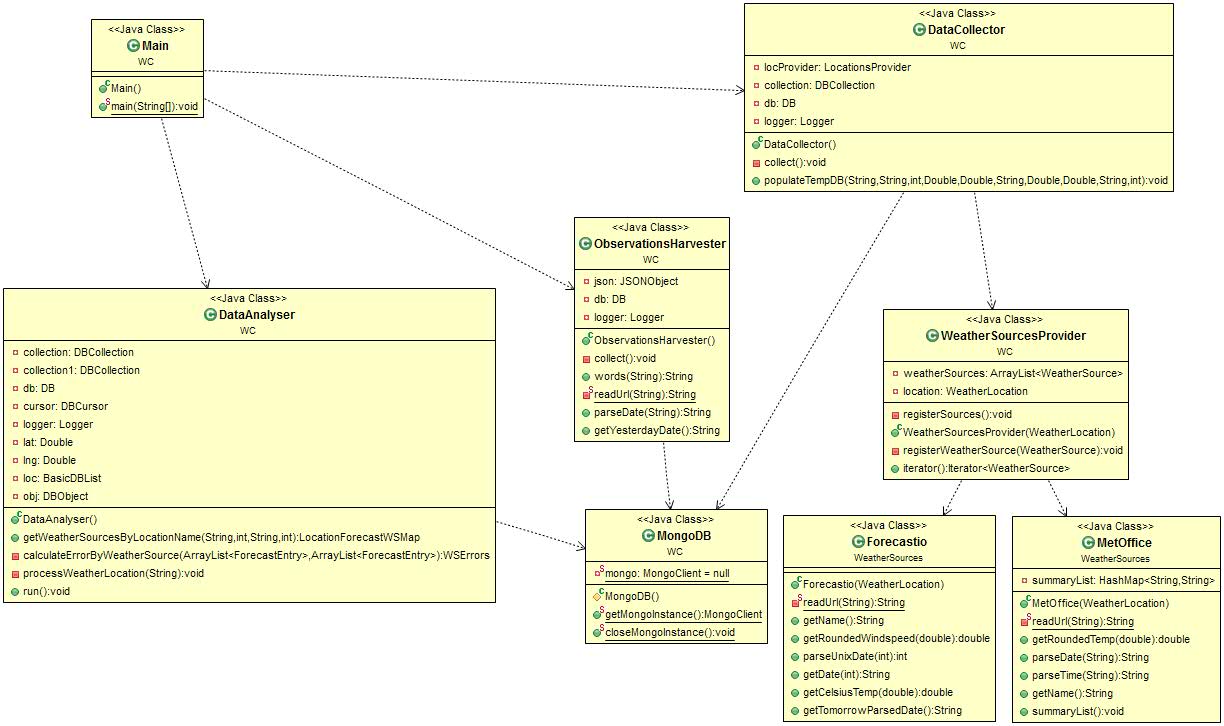 <<Java Class>>
Main
WC
Main()
main(String[]):void
<<Java Class>>
DataCollector
WC
locProvider: LocationsProvider
collection: DBCollection
db: DB
logger: Logger
DataCollector()
collect():void
populateTempDB(String,String,int,Double,Double,String,Double,Double,String,int):void
<<Java Class>>
ObservationsHarvester
WC
json: JSONObject
db: DB
logger: Logger
ObservationsHarvester()
collect():void
words(String):String
readUrl(String):String
parseDate(String):String
getYesterdayDate():String
<<Java Class>>
DataAnalyser
WC
collection: DBCollection
collection1: DBCollection
db: DB
cursor: DBCursor
logger: Logger
lat: Double
lng: Double
loc: BasicDBList
obj: DBObject
DataAnalyser()
getWeatherSourcesByLocationName(String,int,String,int):LocationForecastWSMap
calculateErrorByWeatherSource(ArrayList<ForecastEntry>,ArrayList<ForecastEntry>):WSErrors
processWeatherLocation(String):void
run():void
<<Java Class>>
WeatherSourcesProvider
WC
weatherSources: ArrayList<WeatherSource>
location: WeatherLocation
registerSources():void
WeatherSourcesProvider(WeatherLocation)
registerWeatherSource(WeatherSource):void
iterator():Iterator<WeatherSource>
<<Java Class>>
MongoDB
WC
mongo: MongoClient = null
MongoDB()
getMongoInstance():MongoClient
closeMongoInstance():void
<<Java Class>>
Forecastio
WeatherSources
Forecastio(WeatherLocation)
readUrl(String):String
getName():String
getRoundedWindspeed(double):double
parseUnixDate(int):int
getDate(int):String
getCelsiusTemp(double):double
getTomorrowParsedDate():String
<<Java Class>>
MetOffice
WeatherSources
summaryList: HashMap<String,String>
MetOffice(WeatherLocation)
readUrl(String):String
getRoundedTemp(double):double
parseDate(String):String
parseTime(String):String
getName():String
summaryList():void